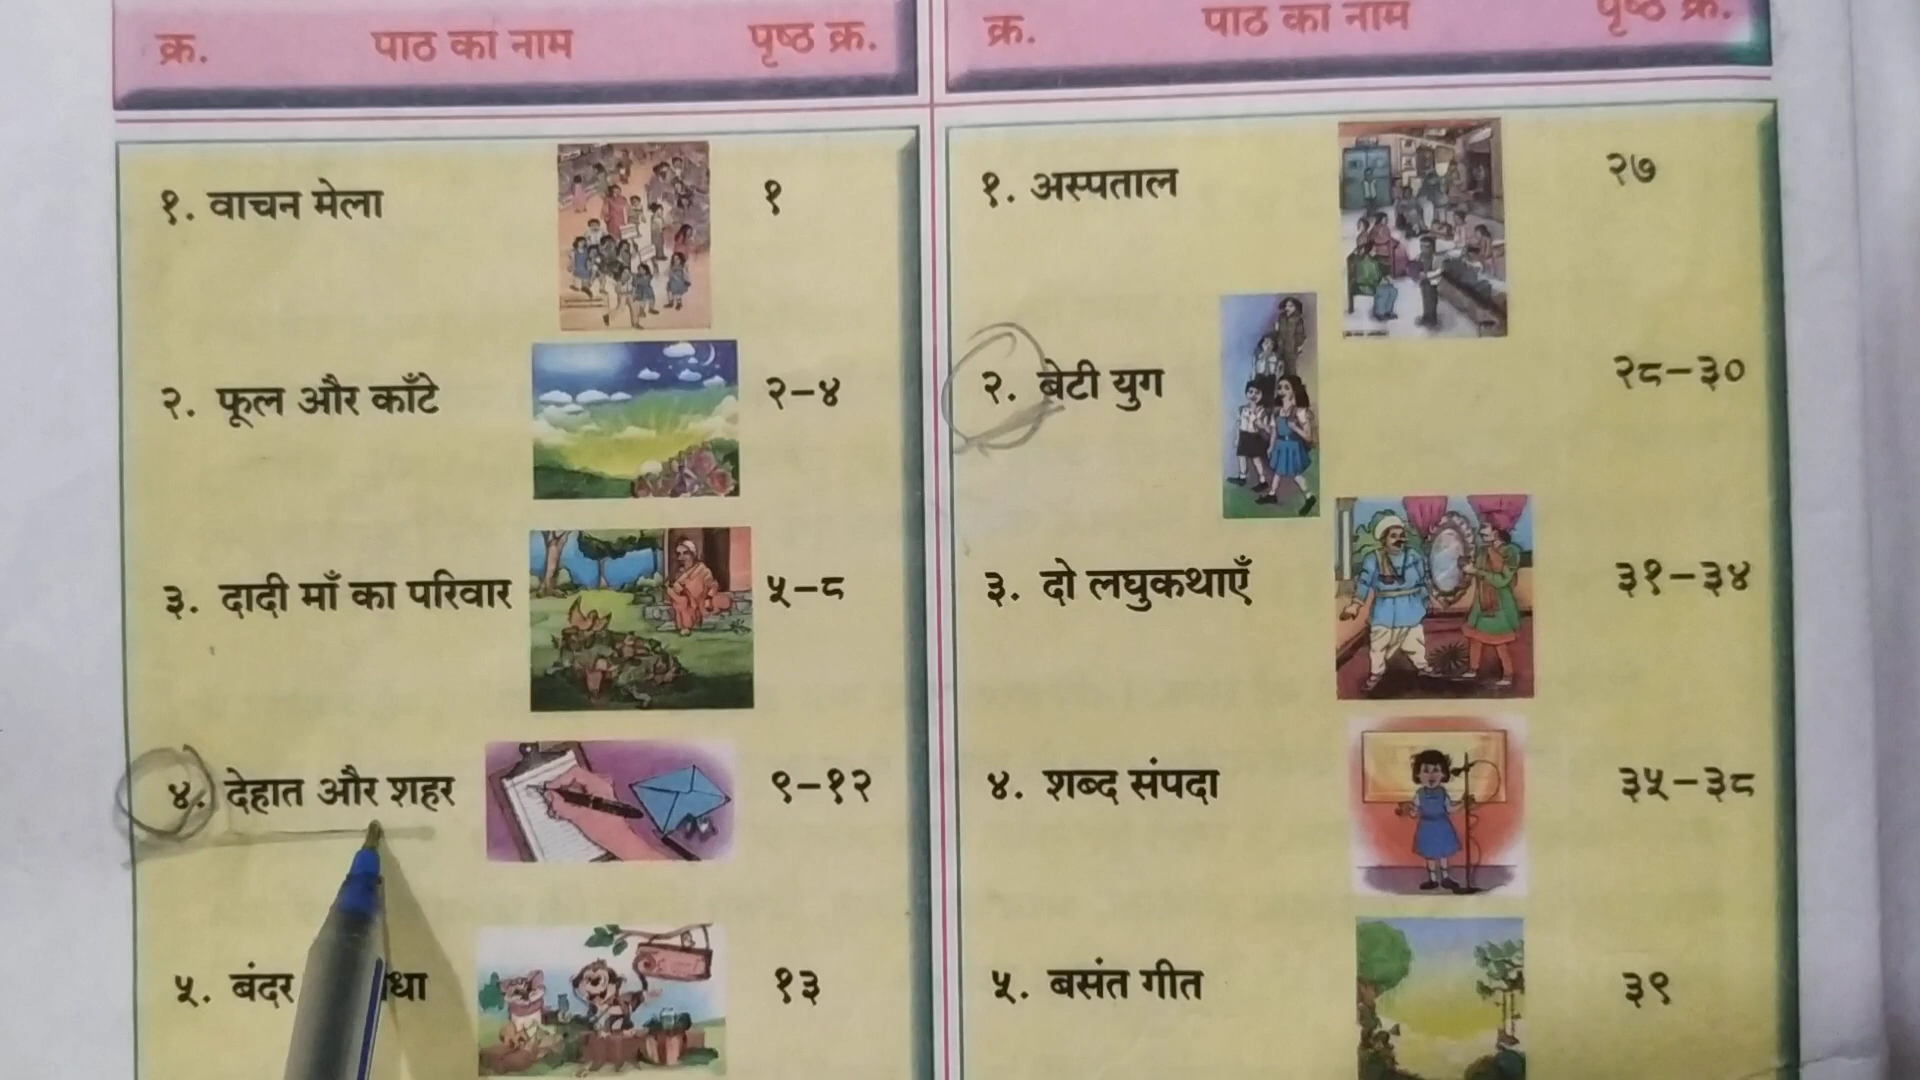 क्र. पाठ का नाम पृष्ठ क्र.
१. वाचन मेला १
२. फूल और काँटे २-४
३. दादी माँ का परिवार ५-८
४. देहात और शहर ९-१२
५. बंदर १३
क्र. पाठ का नाम पृष्ठ क्र.
१. अस्पताल २७
२. बेटी युग २८-३०
३. दो लघुकथाएँ ३१-३४
४. शब्द संपदा ३५-३८
५. बसंत गीत ३९